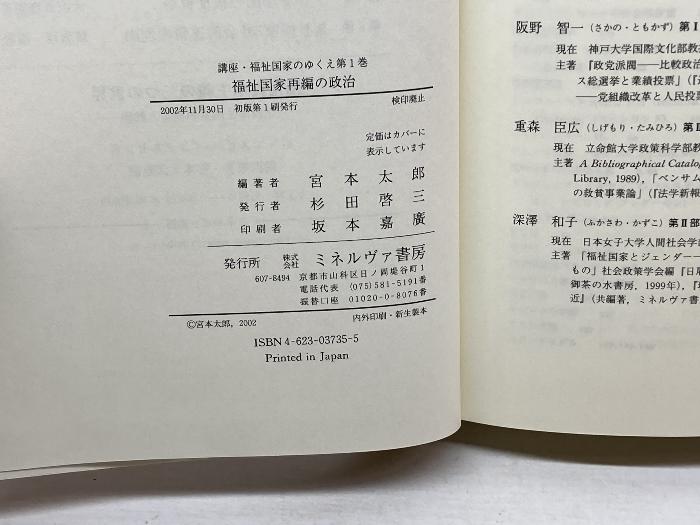 講座・福祉国家のゆくえ第1巻
福祉国家再編の政治
2002年11月30日 初版第1刷発行 検印廃止
定価はカバーに
表示しています
編著者 宮本太郎
発行者 杉田啓三
印刷者 坂本嘉廣
発行所 株式会社 ミネルヴァ書房
607-8494 京都市山科区日ノ岡堤谷町1
電話代表 (075)581-5191番
振替口座 01020-0-8076番
©宮本太郎, 2002 内外印刷・新生製本
ISBN 4-623-03735-5
Printed in Japan
阪野 智一(さかの・ともかず)第I
現在 神戸大学国際文化部教
主著 『政党派閥——比較政治
ス総選挙と業績投票」(『
——党組織改革と人民投
重森 臣広(しげもり・たみひろ)第II
現在 立命館大学政策科学部教
主著 A Bibliographical Catalog
Library, 1989),「ベンサム
の救貧事業論」(『法学新報
深澤 和子(ふかさわ・かずこ)第II部
現在 日本女子大学人間社会学
主著 「福祉国家とジェンダー—
もの」社会政策学会編『日
御茶の水書房, 1999年),『
近』(共編著, ミネルヴァ書